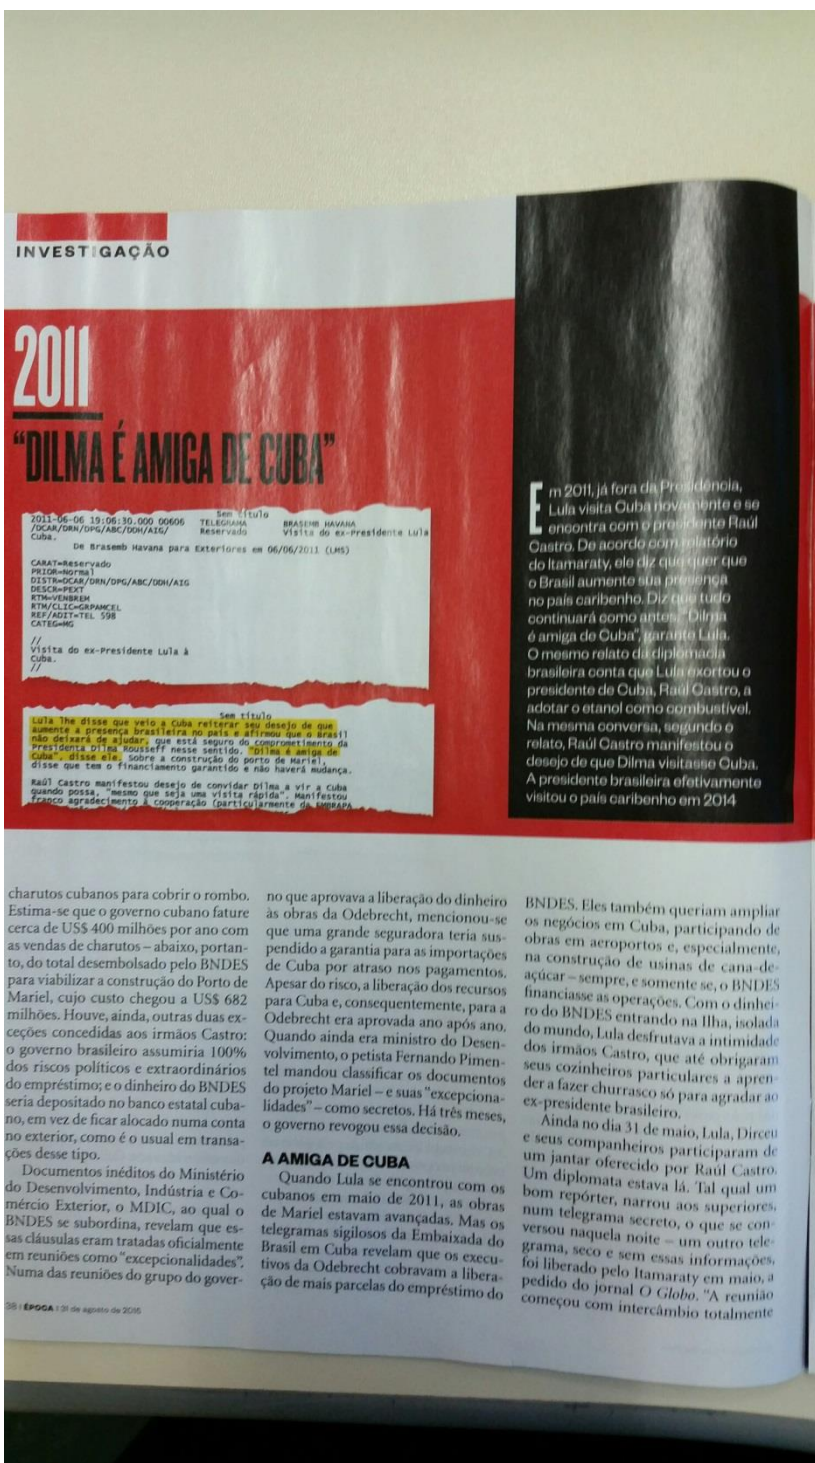 INVESTIGAÇÃO
2011
“DILMA É AMIGA DE CUBA”
Sem título
2011-06-06 19:06:30.000 00606 TELEGRAMA BRASEMB HAVANA
/DCAR/DRN/DPG/ABC/DDH/AIG/ Reservado Visita do ex-Presidente Lula
Cuba.
De Brasemb Havana para Exteriores em 06/06/2011 (LMS)
CARAT=Reservado
PRIOR=Normal
DISTR=DCAR/DRN/DPG/ABC/DDH/AIG
DESCR=PEXT
RTM=VENBREM
RTM/CLIC=GRPAMCEL
REF/ADIT=TEL 598
CATEG=MG
//
Visita do ex-Presidente Lula à
Cuba.
//
Sem título
Lula lhe disse que veio a Cuba reiterar seu desejo de que
aumente a presença brasileira no país e afirmou que o Brasil
não deixará de ajudar, que está seguro do comprometimento da
Presidenta Dilma Rousseff nesse sentido. "Dilma é amiga de
Cuba", disse ele. Sobre a construção do porto de Mariel,
disse que tem o financiamento garantido e não haverá mudança.
Raúl Castro manifestou desejo de convidar Dilma a vir a Cuba
quando possa, "mesmo que seja uma visita rápida". Manifestou
franco agradecimento à cooperação (particularmente da EMBRAPA
Em 2011, já fora da Presidência,
Lula visita Cuba novamente e se
encontra com o presidente Raúl
Castro. De acordo com relatório
do Itamaraty, ele diz que quer que
o Brasil aumente sua presença
no país caribenho. Diz que tudo
continuará como antes. “Dilma
é amiga de Cuba”, garante Lula.
O mesmo relato da diplomacia
brasileira conta que Lula exortou o
presidente de Cuba, Raúl Castro, a
adotar o etanol como combustível.
Na mesma conversa, segundo o
relato, Raúl Castro manifestou o
desejo de que Dilma visitasse Cuba.
A presidente brasileira efetivamente
visitou o país caribenho em 2014
charutos cubanos para cobrir o rombo.
Estima-se que o governo cubano fature
cerca de US$ 400 milhões por ano com
as vendas de charutos – abaixo, portan-
to, do total desembolsado pelo BNDES
para viabilizar a construção do Porto de
Mariel, cujo custo chegou a US$ 682
milhões. Houve, ainda, outras duas ex-
ceções concedidas aos irmãos Castro:
o governo brasileiro assumiria 100%
dos riscos políticos e extraordinários
do empréstimo; e o dinheiro do BNDES
seria depositado no banco estatal cuba-
no, em vez de ficar alocado numa conta
no exterior, como é o usual em transa-
ções desse tipo.
Documentos inéditos do Ministério
do Desenvolvimento, Indústria e Co-
mércio Exterior, o MDIC, ao qual o
BNDES se subordina, revelam que es-
sas cláusulas eram tratadas oficialmente
em reuniões como “excepcionalidades”.
Numa das reuniões do grupo do gover-
no que aprovava a liberação do dinheiro
às obras da Odebrecht, mencionou-se
que uma grande seguradora teria sus-
pendido a garantia para as importações
de Cuba por atraso nos pagamentos.
Apesar do risco, a liberação dos recursos
para Cuba e, consequentemente, para a
Odebrecht era aprovada ano após ano.
Quando ainda era ministro do Desen-
volvimento, o petista Fernando Pimen-
tel mandou classificar os documentos
do projeto Mariel – e suas “excepciona-
lidades” – como secretos. Há três meses,
o governo revogou essa decisão.
A AMIGA DE CUBA
Quando Lula se encontrou com os
cubanos em maio de 2011, as obras
de Mariel estavam avançadas. Mas os
telegramas sigilosos da Embaixada do
Brasil em Cuba revelam que os execu-
tivos da Odebrecht cobravam a libera-
ção de mais parcelas do empréstimo do
BNDES. Eles também queriam ampliar
os negócios em Cuba, participando de
obras em aeroportos e, especialmente,
na construção de usinas de cana-de-
açúcar – sempre, e somente se, o BNDES
financiasse as operações. Com o dinhei-
ro do BNDES entrando na Ilha, isolada
do mundo, Lula desfrutava a intimidade
dos irmãos Castro, que até obrigaram
seus cozinheiros particulares a apren-
der a fazer churrasco só para agradar ao
ex-presidente brasileiro.
Ainda no dia 31 de maio, Lula, Dirceu
e seus companheiros participaram de
um jantar oferecido por Raúl Castro.
Um diplomata estava lá. Tal qual um
bom repórter, narrou aos superiores,
num telegrama secreto, o que se con-
versou naquela noite – um outro tele-
grama, seco e sem essas informações,
foi liberado pelo Itamaraty em maio, a
pedido do jornal O Globo. “A reunião
começou com intercâmbio totalmente
38 | ÉPOCA | 31 de agosto de 2015